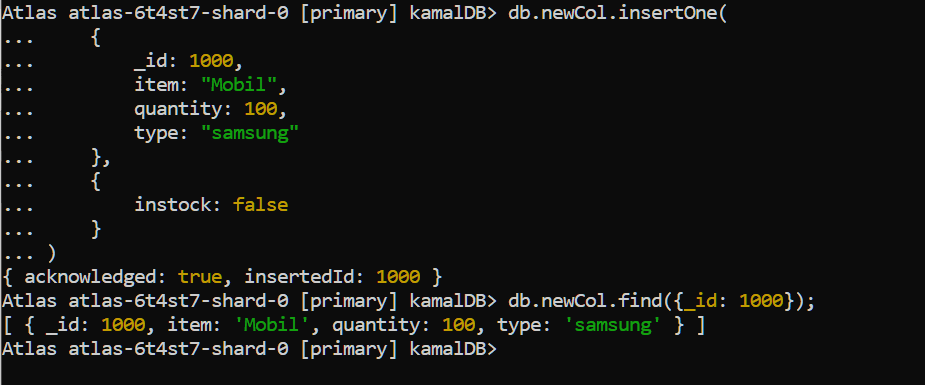 Atlas atlas-6t4st7-shard-0 [primary] kamalDB> db.newCol.insertOne(
...     {
...         _id: 1000,
...         item: "Mobil",
...         quantity: 100,
...         type: "samsung"
...     },
...     {
...         instock: false
...     }
... )
{ acknowledged: true, insertedId: 1000 }
Atlas atlas-6t4st7-shard-0 [primary] kamalDB> db.newCol.find({_id: 1000});
[ { _id: 1000, item: 'Mobil', quantity: 100, type: 'samsung' } ]
Atlas atlas-6t4st7-shard-0 [primary] kamalDB>